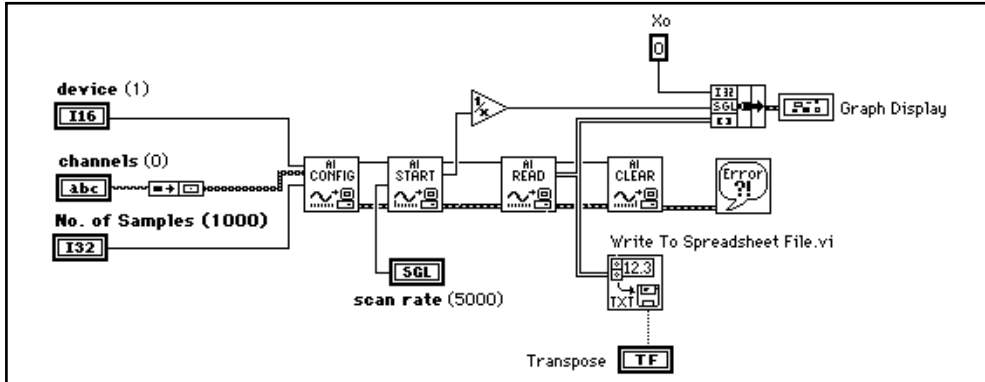 Xo
0
device (1)
I16
1/x
I32
SGL
[ ]
Graph Display
channels (0)
abc
AI CONFIG
AI START
AI READ
AI CLEAR
Error ?!
No. of Samples (1000)
I32
SGL
scan rate (5000)
Write To Spreadsheet File.vi
12.3
TXT
Transpose
TF